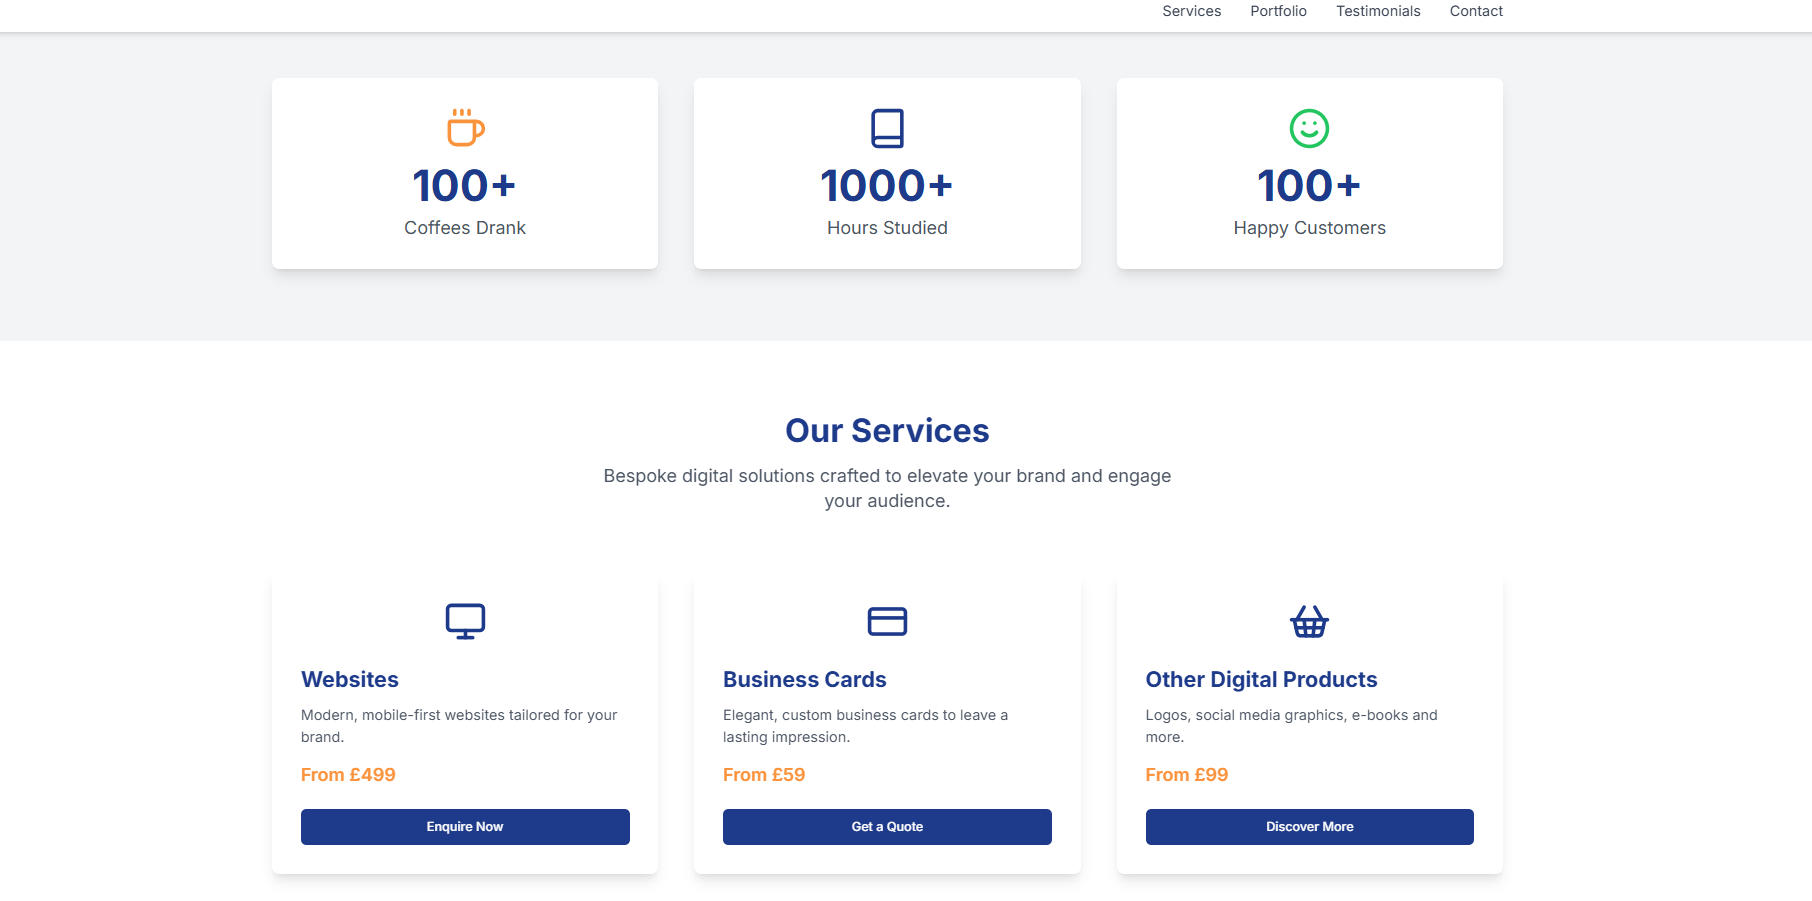 Services Portfolio Testimonials Contact
100+
Coffees Drank
1000+
Hours Studied
100+
Happy Customers
Our Services
Bespoke digital solutions crafted to elevate your brand and engage
your audience.
Websites
Modern, mobile-first websites tailored for your
brand.
From £499
Enquire Now
Business Cards
Elegant, custom business cards to leave a
lasting impression.
From £59
Get a Quote
Other Digital Products
Logos, social media graphics, e-books and
more.
From £99
Discover More